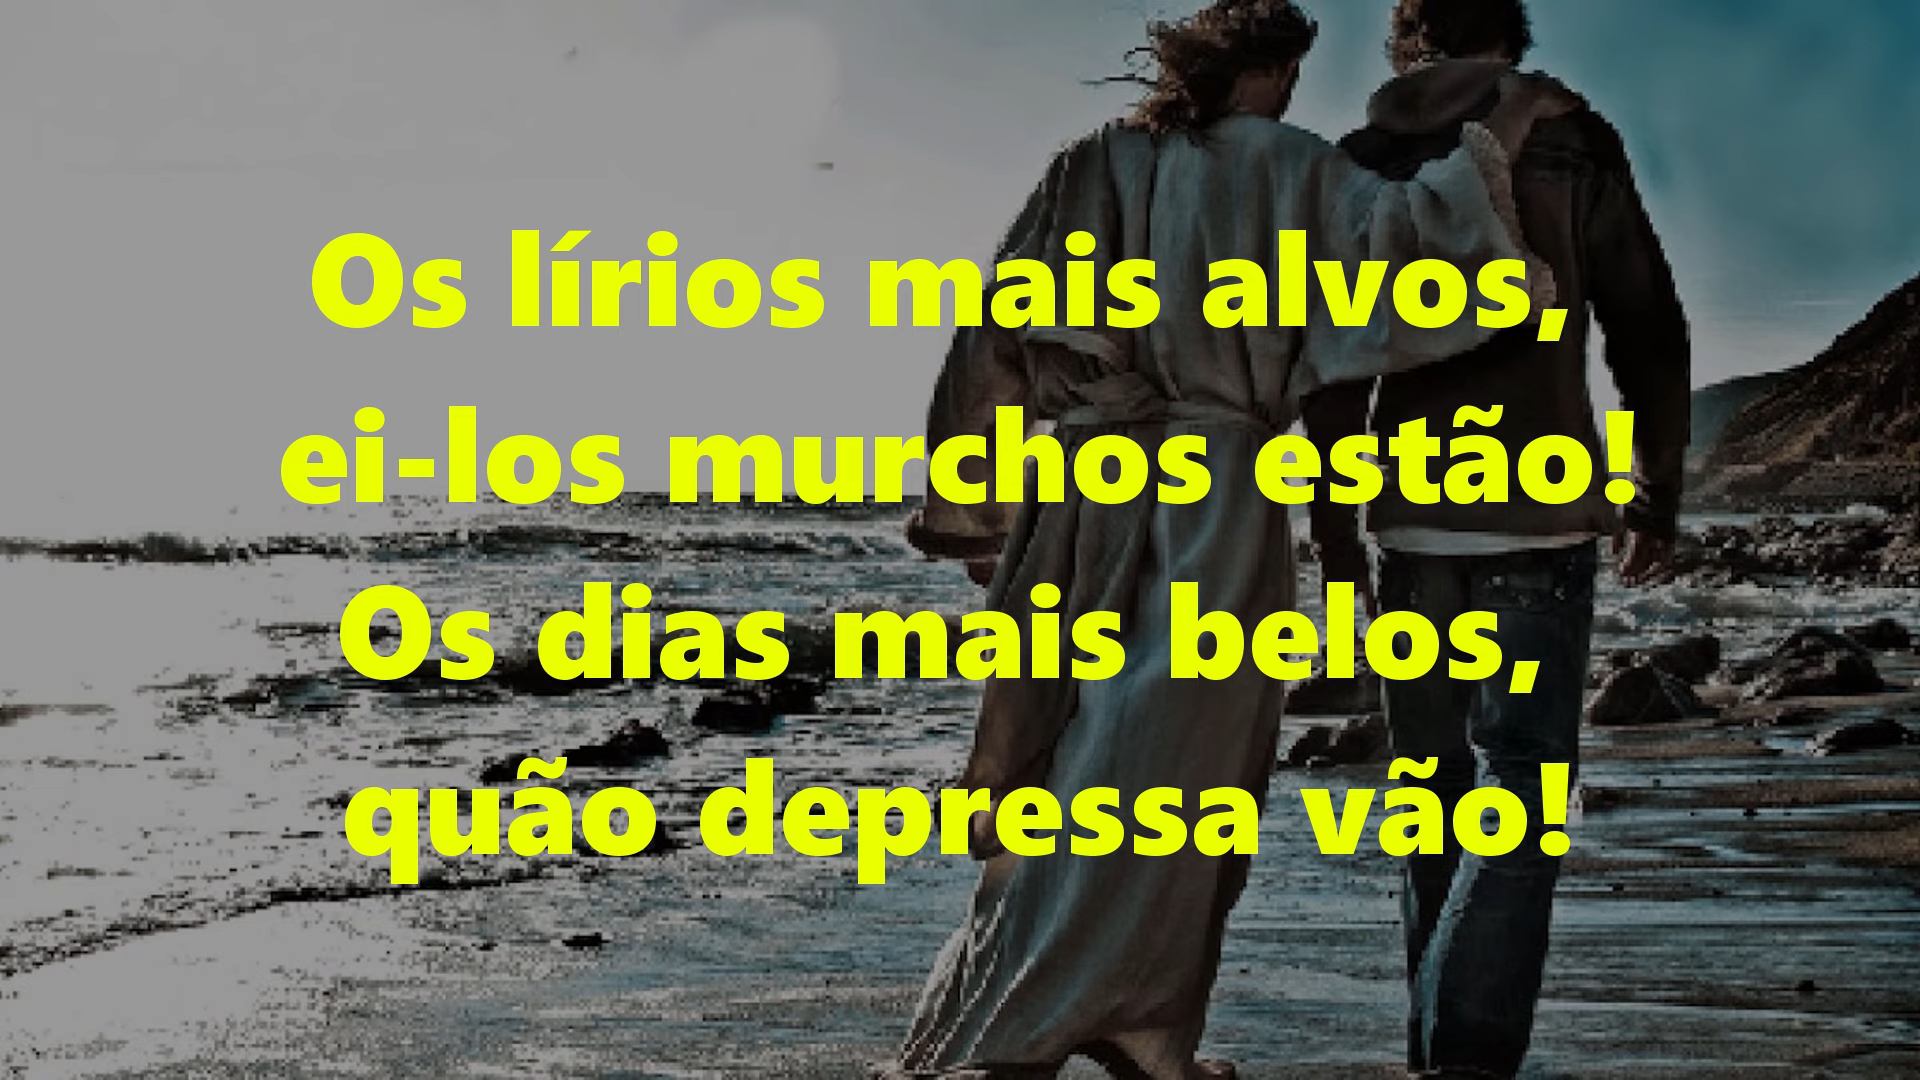 Os lírios mais alvos,
ei-los murchos estão!
Os dias mais belos,
quão depressa vão!